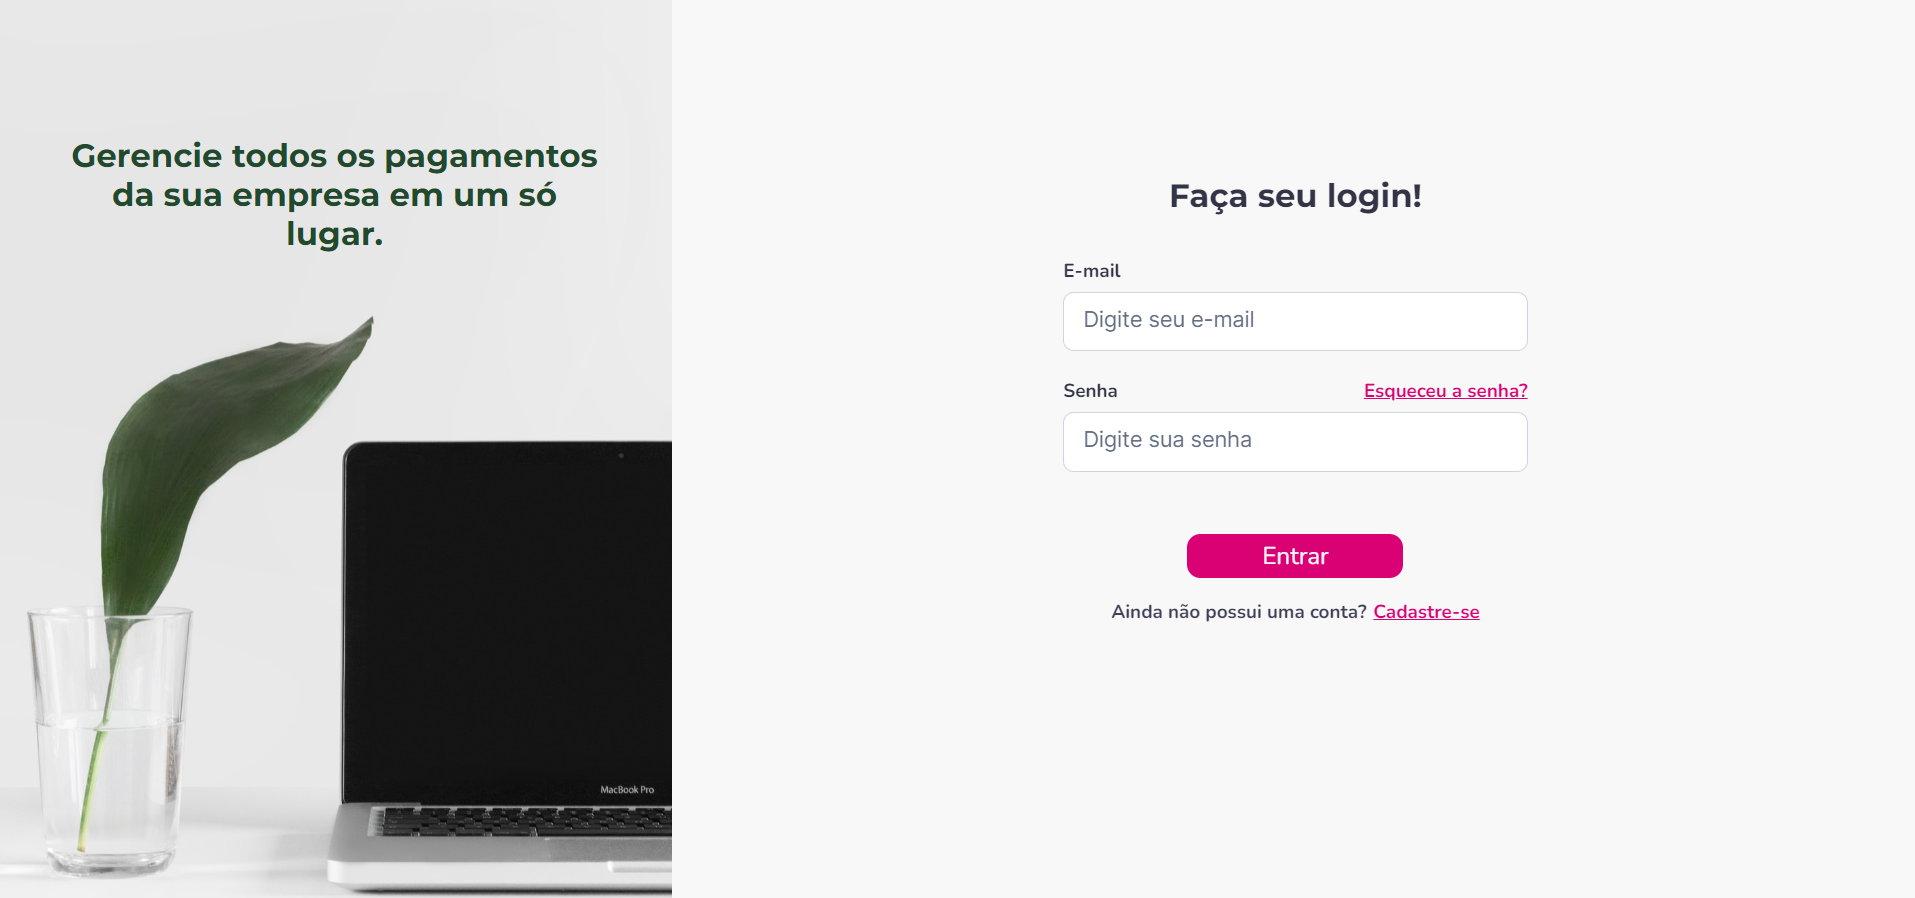 Gerencie todos os pagamentos
da sua empresa em um só
lugar.
MacBook Pro
Faça seu login!
E-mail
Digite seu e-mail
Senha Esqueceu a senha?
Digite sua senha
Entrar
Ainda não possui uma conta? Cadastre-se